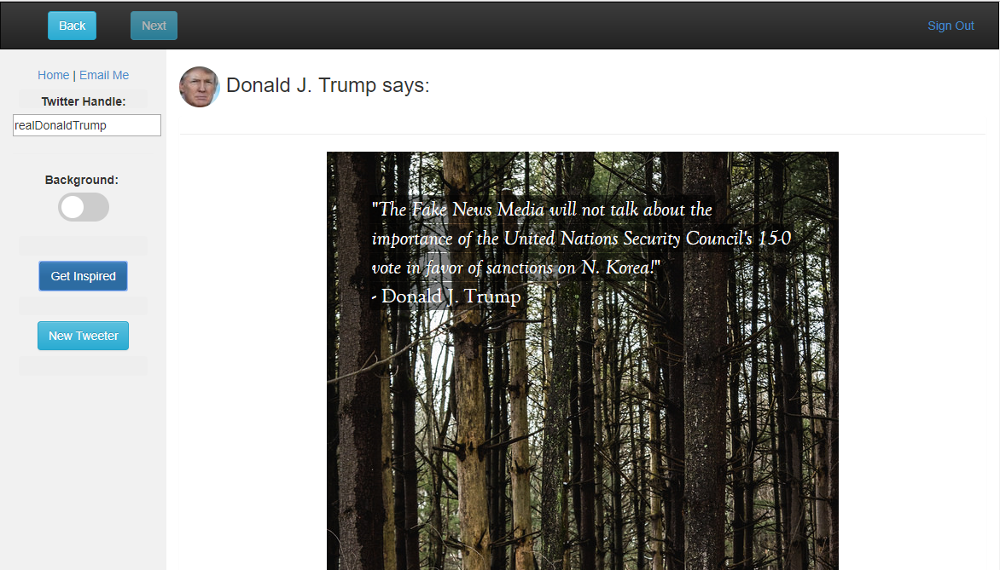 Back Next Sign Out
Home | Email Me
Twitter Handle:
realDonaldTrump
Background:
Get Inspired
New Tweeter
Donald J. Trump says:
"The Fake News Media will not talk about the
importance of the United Nations Security Council's 15-0
vote in favor of sanctions on N. Korea!"
- Donald J. Trump